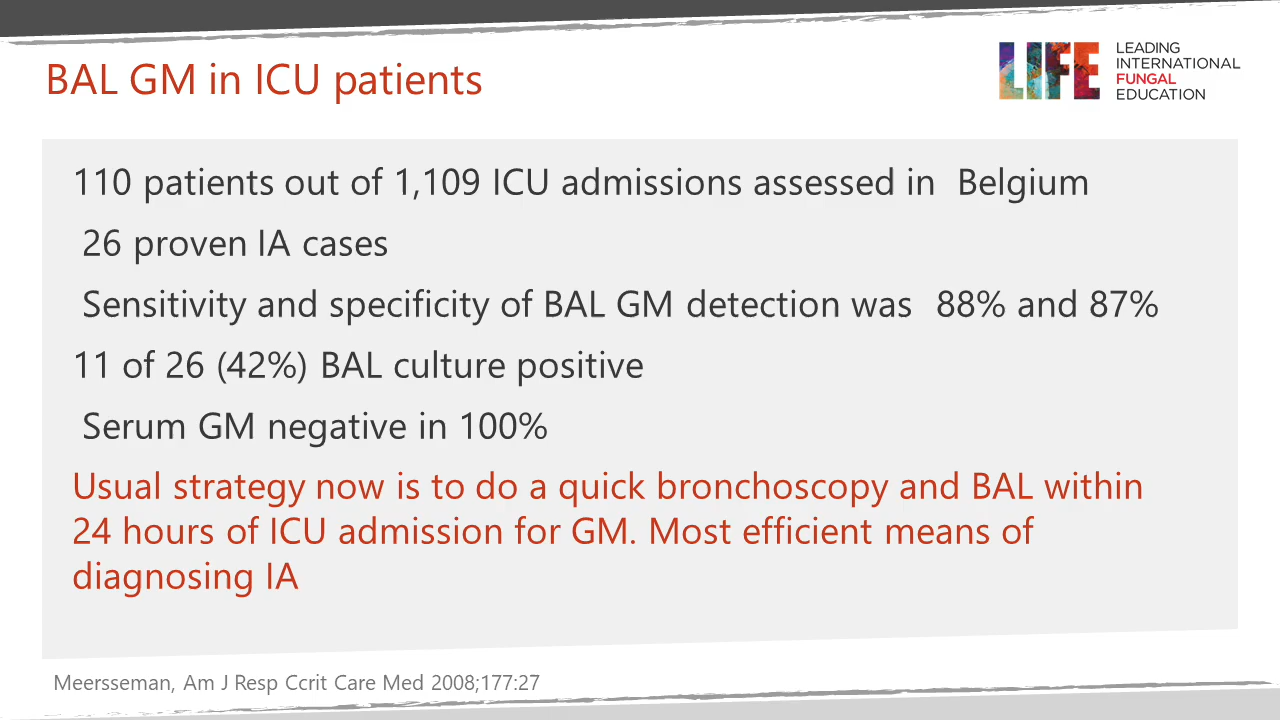 BAL GM in ICU patients
LIFE
LEADING
INTERNATIONAL
FUNGAL
EDUCATION
110 patients out of 1,109 ICU admissions assessed in Belgium
26 proven IA cases
Sensitivity and specificity of BAL GM detection was 88% and 87%
11 of 26 (42%) BAL culture positive
Serum GM negative in 100%
Usual strategy now is to do a quick bronchoscopy and BAL within
24 hours of ICU admission for GM. Most efficient means of
diagnosing IA
Meersseman, Am J Resp Ccrit Care Med 2008;177:27